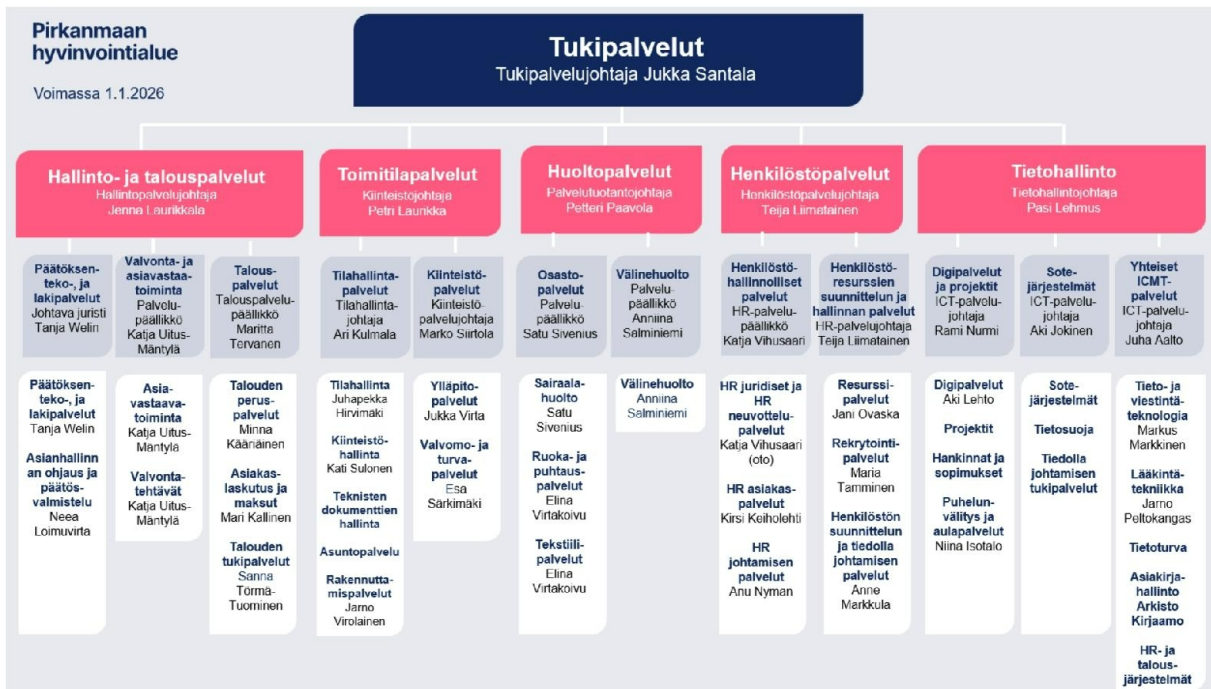 Pirkanmaan
hyvinvointialue
Voimassa 1.1.2026
Tukipalvelut
Tukipalvelujohtaja Jukka Santala
Hallinto- ja talouspalvelut
Hallintopalvelujohtaja
Jenna Laurikkala
Toimitilapalvelut
Kiinteistöjohtaja
Petri Laurikka
Huoltopalvelut
Palvelutuotantojohtaja
Petteri Paavola
Henkilöstöpalvelut
Henkilöstöpalvelujohtaja
Teija Liimatainen
Tietohallinto
Tietohallintojohtaja
Pasi Lehmus
Päätöksen-
teko-, ja
lakipalvelut
Johtava juristi
Tanja Welin
Valvonta- ja
asiavastaa-
toiminta
Palvelu-
päällikkö
Katja Uitus-
Mäntylä
Talous-
palvelut
Talouspalvelu-
päällikkö
Maritta
Tervanen
Tilahallinta-
palvelut
Tilahallinta-
johtaja
Ari Kulmala
Kiinteistö-
palvelut
Kiinteistö-
palvelujohtaja
Marko Siirtola
Osasto-
palvelut
Palvelu-
päällikkö
Satu Sivenius
Välinehuolto
Palvelu-
päällikkö
Anniina
Salminiemi
Henkilöstö-
hallinnolliset
palvelut
HR-palvelu-
päällikkö
Katja Vihusaari
Henkilöstö-
resurssien
suunnittelun ja
hallinnan palvelut
HR-palvelujohtaja
Teija Liimatainen
Digipalvelut
ja projektit
ICT-palvelu-
johtaja
Rami Nurmi
Sote-
järjestelmät
ICT-palvelu-
johtaja
Aki Jokinen
Yhteiset
ICMT-
palvelut
ICT-palvelu-
johtaja
Juha Aalto
Päätöksen-
teko-, ja
lakipalvelut
Tanja Welin
Asianhallinn
an ohjaus ja
päätös-
valmistelu
Neea
Loimuvirta
Asia-
vastaava-
toiminta
Katja Uitus-
Mäntylä
Valvonta-
tehtävät
Katja Uitus-
Mäntylä
Talouden
perus-
palvelut
Minna
Kääriäinen
Asiakas-
laskutus ja
maksut
Mari Kallinen
Talouden
tukipalvelut
Sanna
Törmä-
Tuominen
Tilahallinta
Juhapekka
Hirvimäki
Kiinteistö-
hallinta
Kati Sulonen
Teknisten
dokumenttien
hallinta
Asuntopalvelu
Rakennutta-
mispalvelut
Jarno
Virolainen
Ylläpito-
palvelut
Jukka Virta
Valvomo- ja
turva-
palvelut
Esa
Särkimäki
Sairaala-
huolto
Satu
Sivenius
Ruoka- ja
puhtaus-
palvelut
Elina
Virtakoivu
Tekstiili-
palvelut
Elina
Virtakoivu
Välinehuolto
Anniina
Salminiemi
HR juridiset ja
HR
neuvottelu-
palvelut
Katja Vihusaari
(oto)
HR asiakas-
palvelut
Kirsi Keiholehti
HR
johtamisen
palvelut
Anu Nyman
Resurssi-
palvelut
Jani Ovaska
Rekrytointi-
palvelut
Maria
Tamminen
Henkilöstön
suunnittelun
ja tiedolla
johtamisen
palvelut
Anne
Markkula
Digipalvelut
Aki Lehto
Projektit
Hankinnat ja
sopimukset
Puhelun-
välitys ja
aulapalvelut
Niina Isotalo
Sote-
järjestelmät
Tietosuoja
Tiedolla
johtamisen
tukipalvelut
Tieto- ja
viestintä-
teknologia
Markus
Markkinen
Lääkintä-
tekniikka
Jarno
Peltokangas
Tietoturva
Asiakirja-
hallinto
Arkisto
Kirjaamo
HR- ja
talous-
järjestelmät